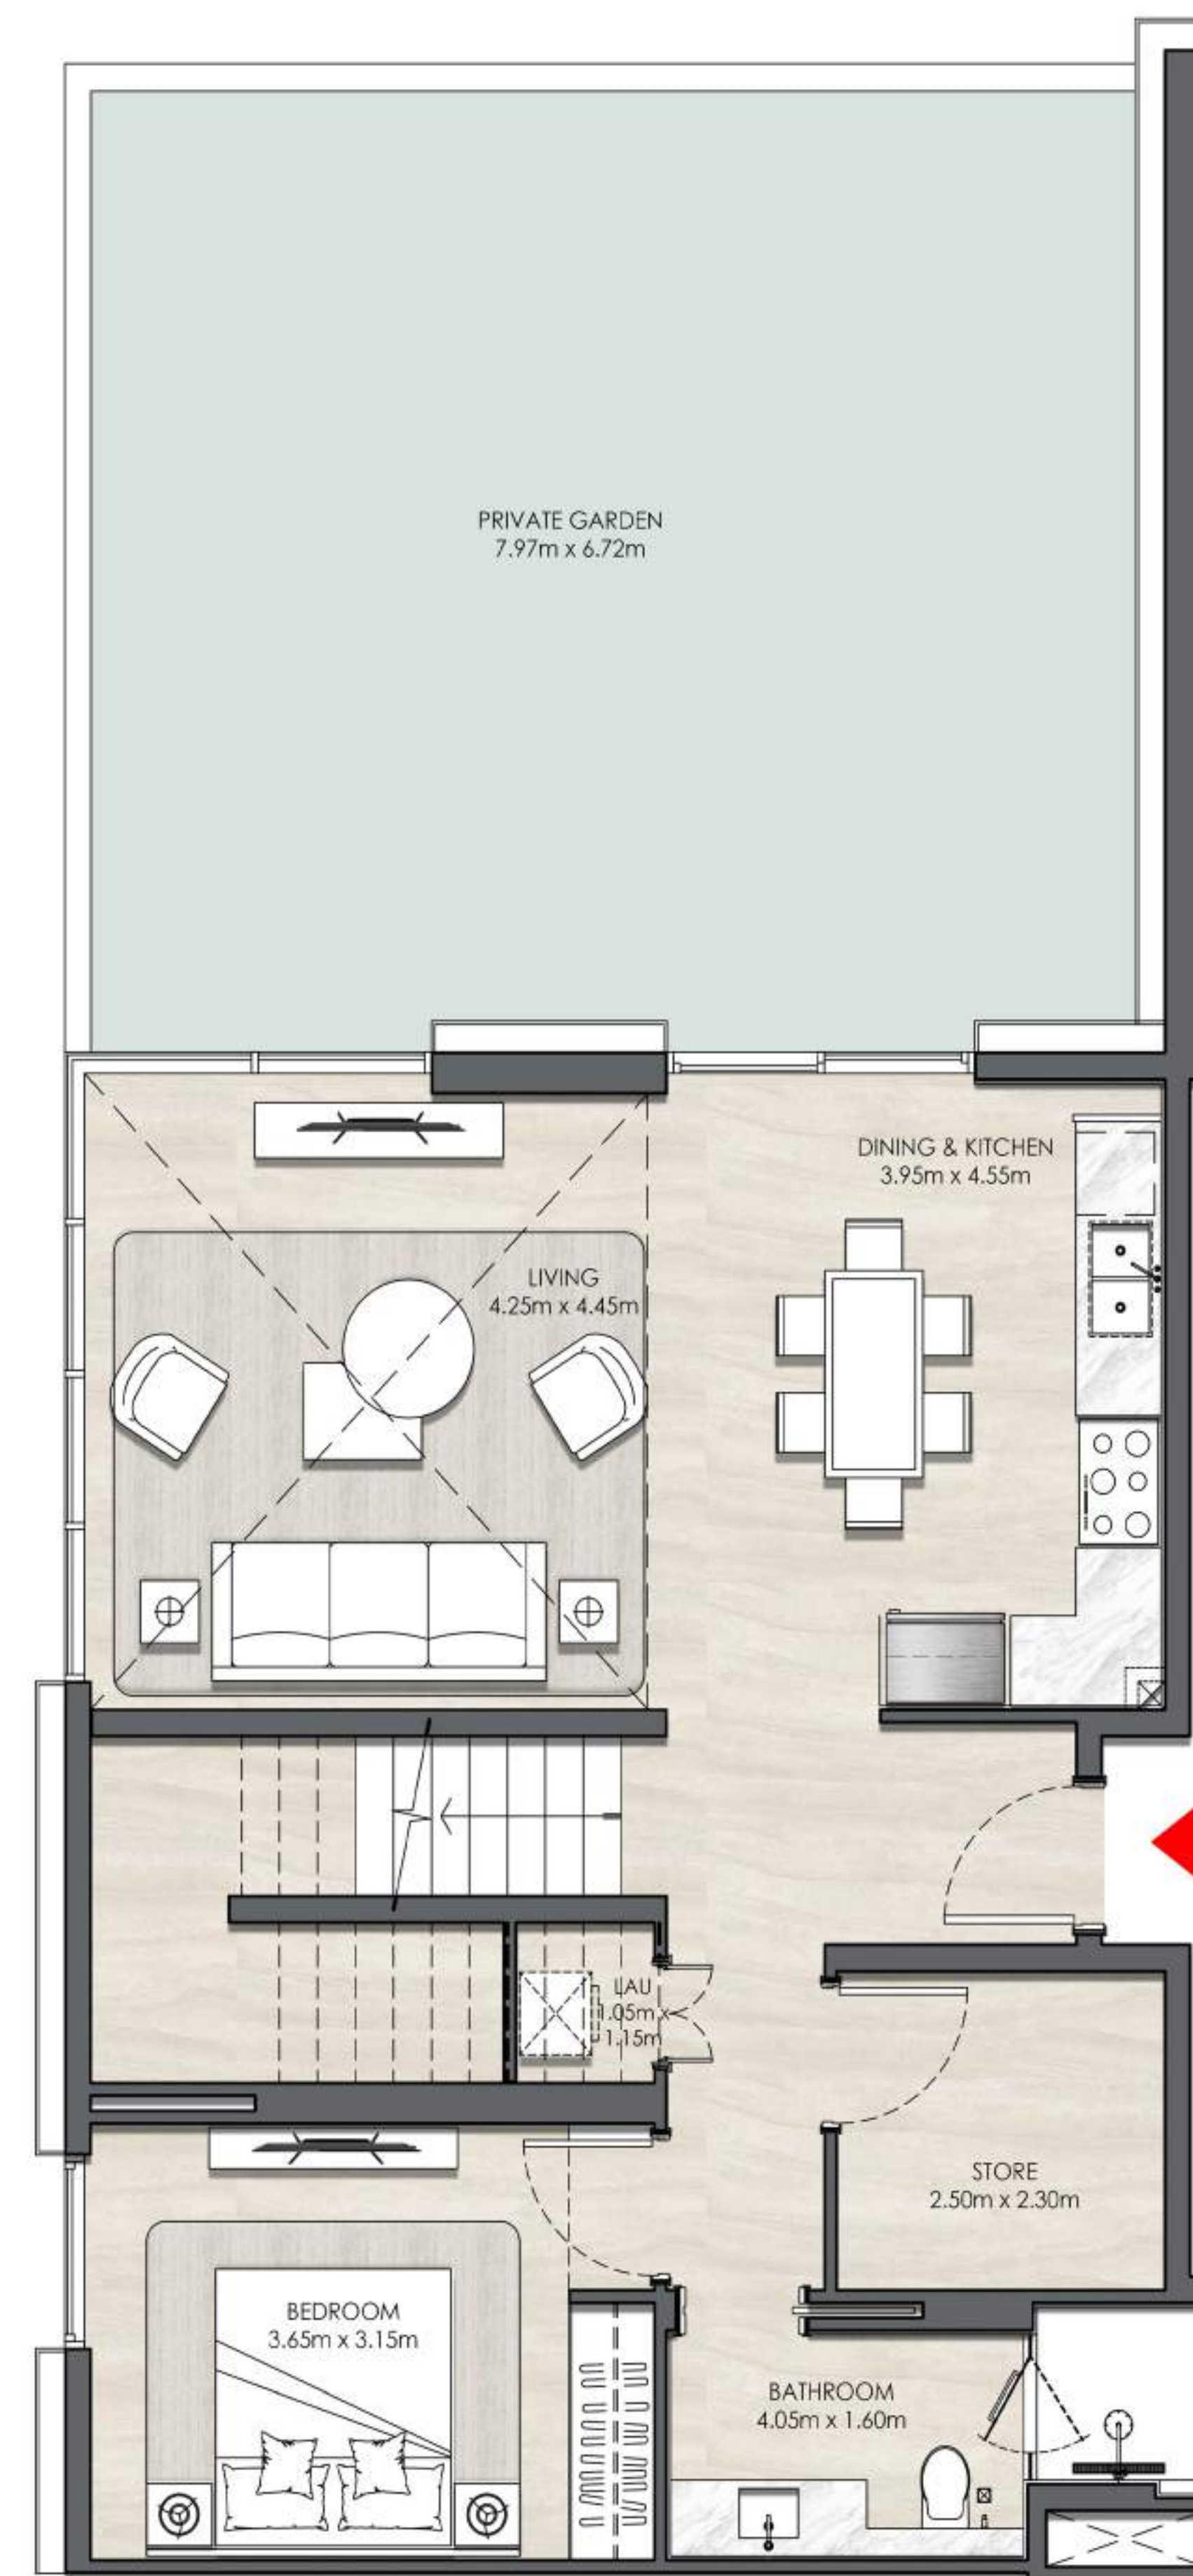 PRIVATE GARDEN
7.97m x 6.72m
DINING & KITCHEN
3.95m x 4.55m
LIVING
4.25m x 4.45m
LAU
1.05m x
1.15m
STORE
2.50m x 2.30m
BEDROOM
3.65m x 3.15m
BATHROOM
4.05m x 1.60m